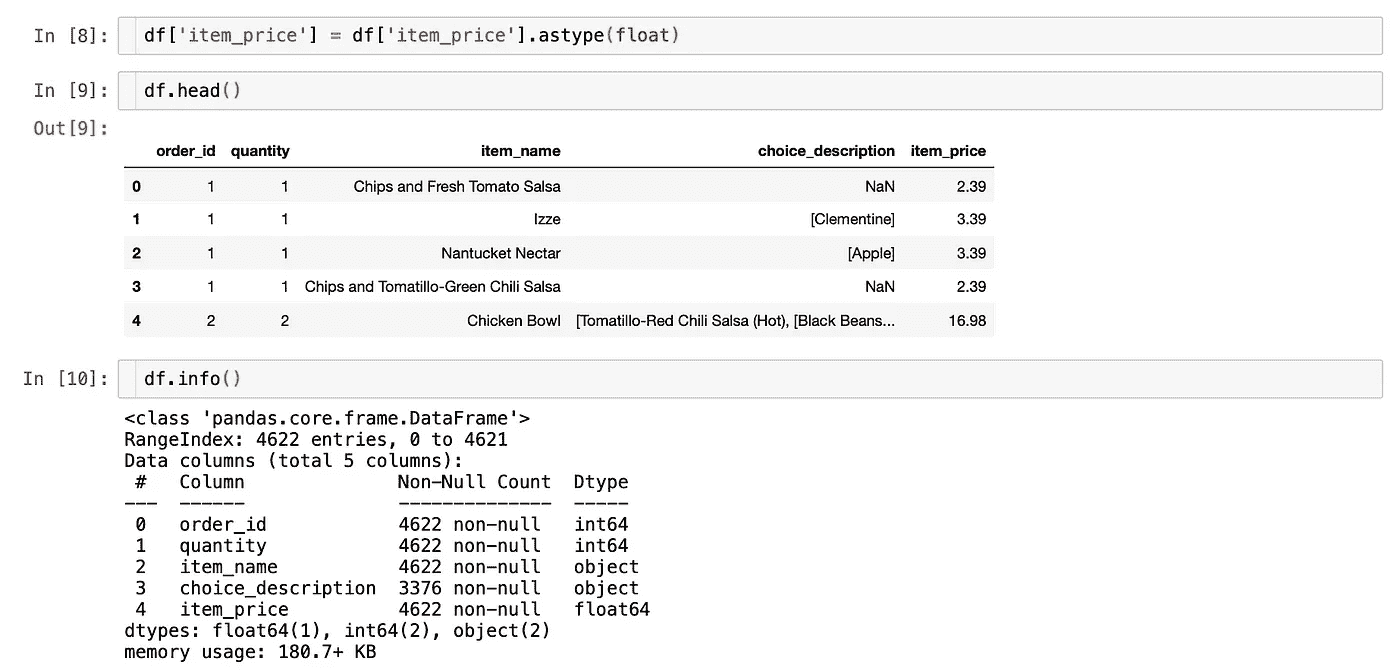 In [8]: df['item_price'] = df['item_price'].astype(float)
In [9]: df.head()
Out[9]:
order_id quantity item_name choice_description item_price
0 1 1 Chips and Fresh Tomato Salsa NaN 2.39
1 1 1 Izze [Clementine] 3.39
2 1 1 Nantucket Nectar [Apple] 3.39
3 1 1 Chips and Tomatillo-Green Chili Salsa NaN 2.39
4 2 2 Chicken Bowl [Tomatillo-Red Chili Salsa (Hot), [Black Beans... 16.98
In [10]: df.info()
<class 'pandas.core.frame.DataFrame'>
RangeIndex: 4622 entries, 0 to 4621
Data columns (total 5 columns):
 #   Column              Non-Null Count  Dtype
---  ------              --------------  -----
 0   order_id            4622 non-null   int64
 1   quantity            4622 non-null   int64
 2   item_name           4622 non-null   object
 3   choice_description  3376 non-null   object
 4   item_price          4622 non-null   float64
dtypes: float64(1), int64(2), object(2)
memory usage: 180.7+ KB